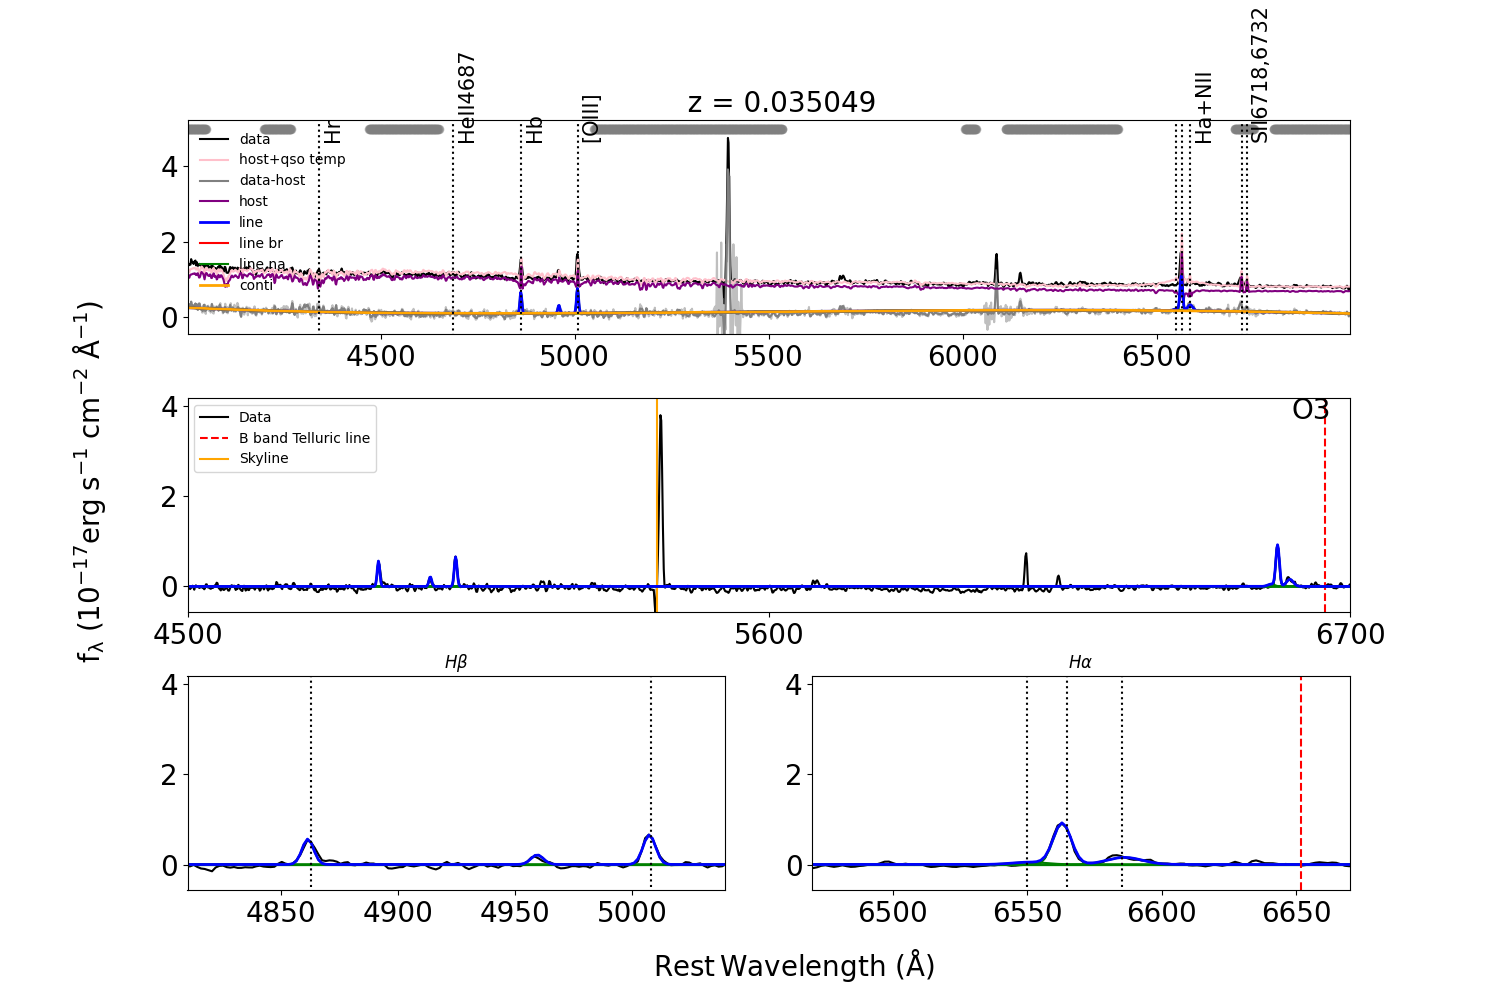 z = 0.035049
Hr
HeII4687
Hb
[OIII]
Ha+NII
SII6718,6732
data
host+qso temp
data-host
host
line
line br
line na
conti
4
2
0
4500 5000 5500 6000 6500
f_λ (10^−17 erg s^−1 cm^−2 Å^−1)
O3
Data
B band Telluric line
Skyline
4
2
0
4500 5600 6700
Hβ
4
2
0
4850 4900 4950 5000
Hα
4
2
0
6500 6550 6600 6650
Rest Wavelength (Å)